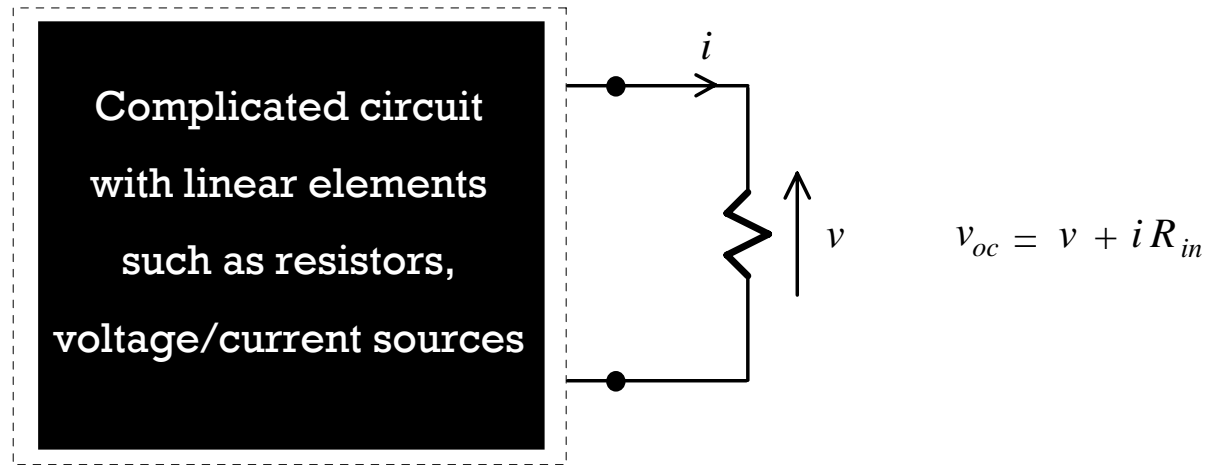 Complicated circuit
with linear elements
such as resistors,
voltage/current sources
i
v
v_oc = v + i R_in